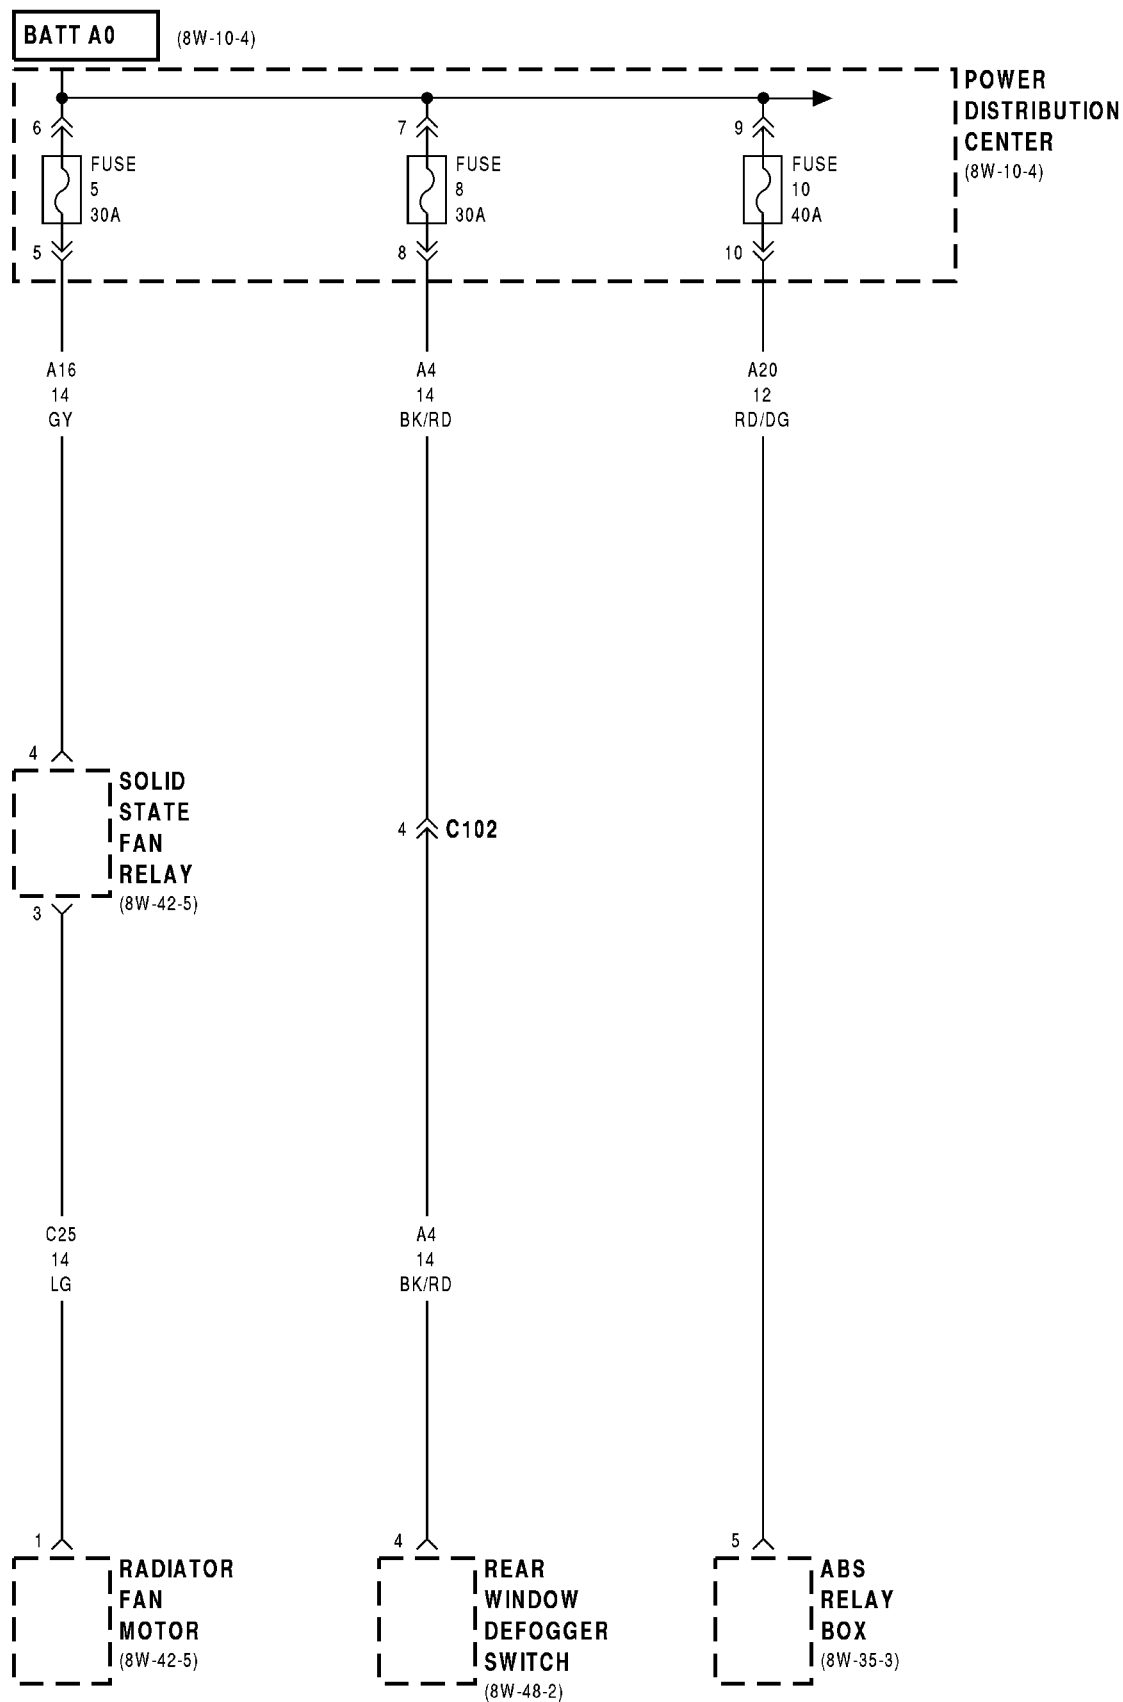 BATT A0
(8W-10-4)
POWER
DISTRIBUTION
CENTER
(8W-10-4)
6
7
9
FUSE
5
30A
FUSE
8
30A
FUSE
10
40A
5
8
10
A16
14
GY
A4
14
BK/RD
A20
12
RD/DG
4
SOLID
STATE
FAN
RELAY
(8W-42-5)
3
4
C102
C25
14
LG
A4
14
BK/RD
1
RADIATOR
FAN
MOTOR
(8W-42-5)
4
REAR
WINDOW
DEFOGGER
SWITCH
(8W-48-2)
5
ABS
RELAY
BOX
(8W-35-3)